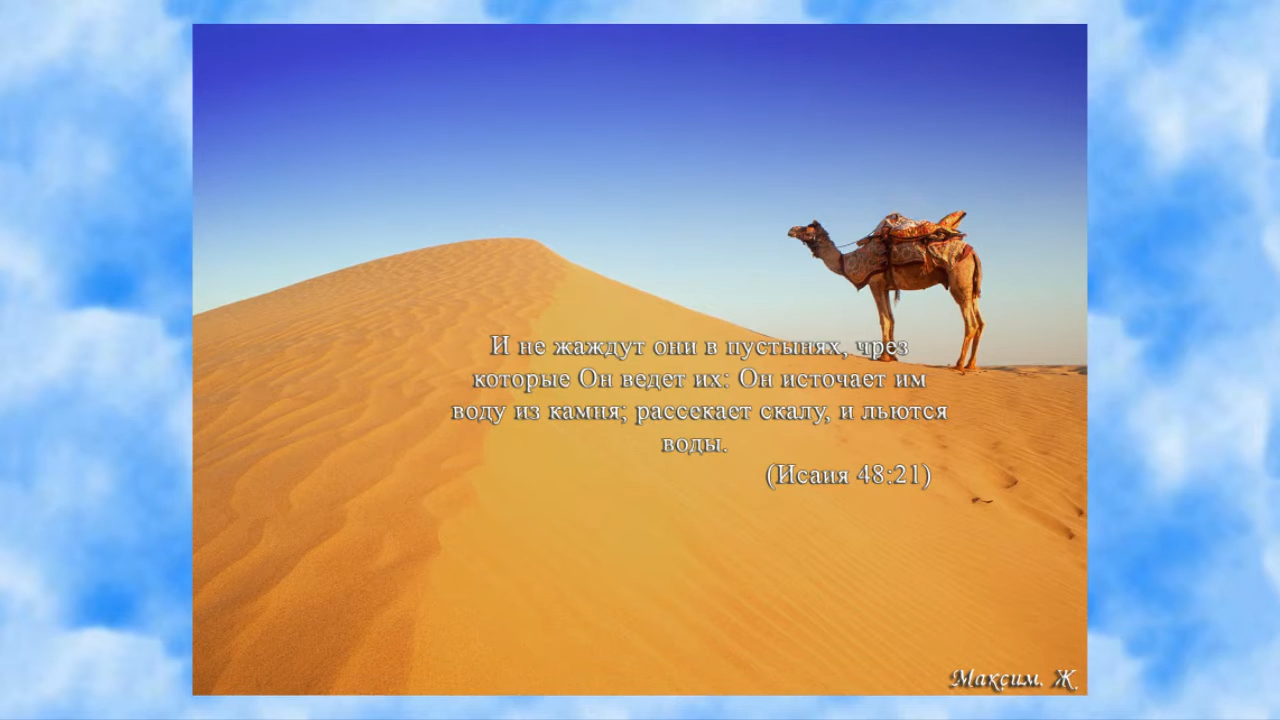 И не жаждут они в пустынях, чрез
которые Он ведет их: Он источает им
воду из камня; рассекает скалу, и льются
воды.
(Исаия 48:21)
Максим. Ж.